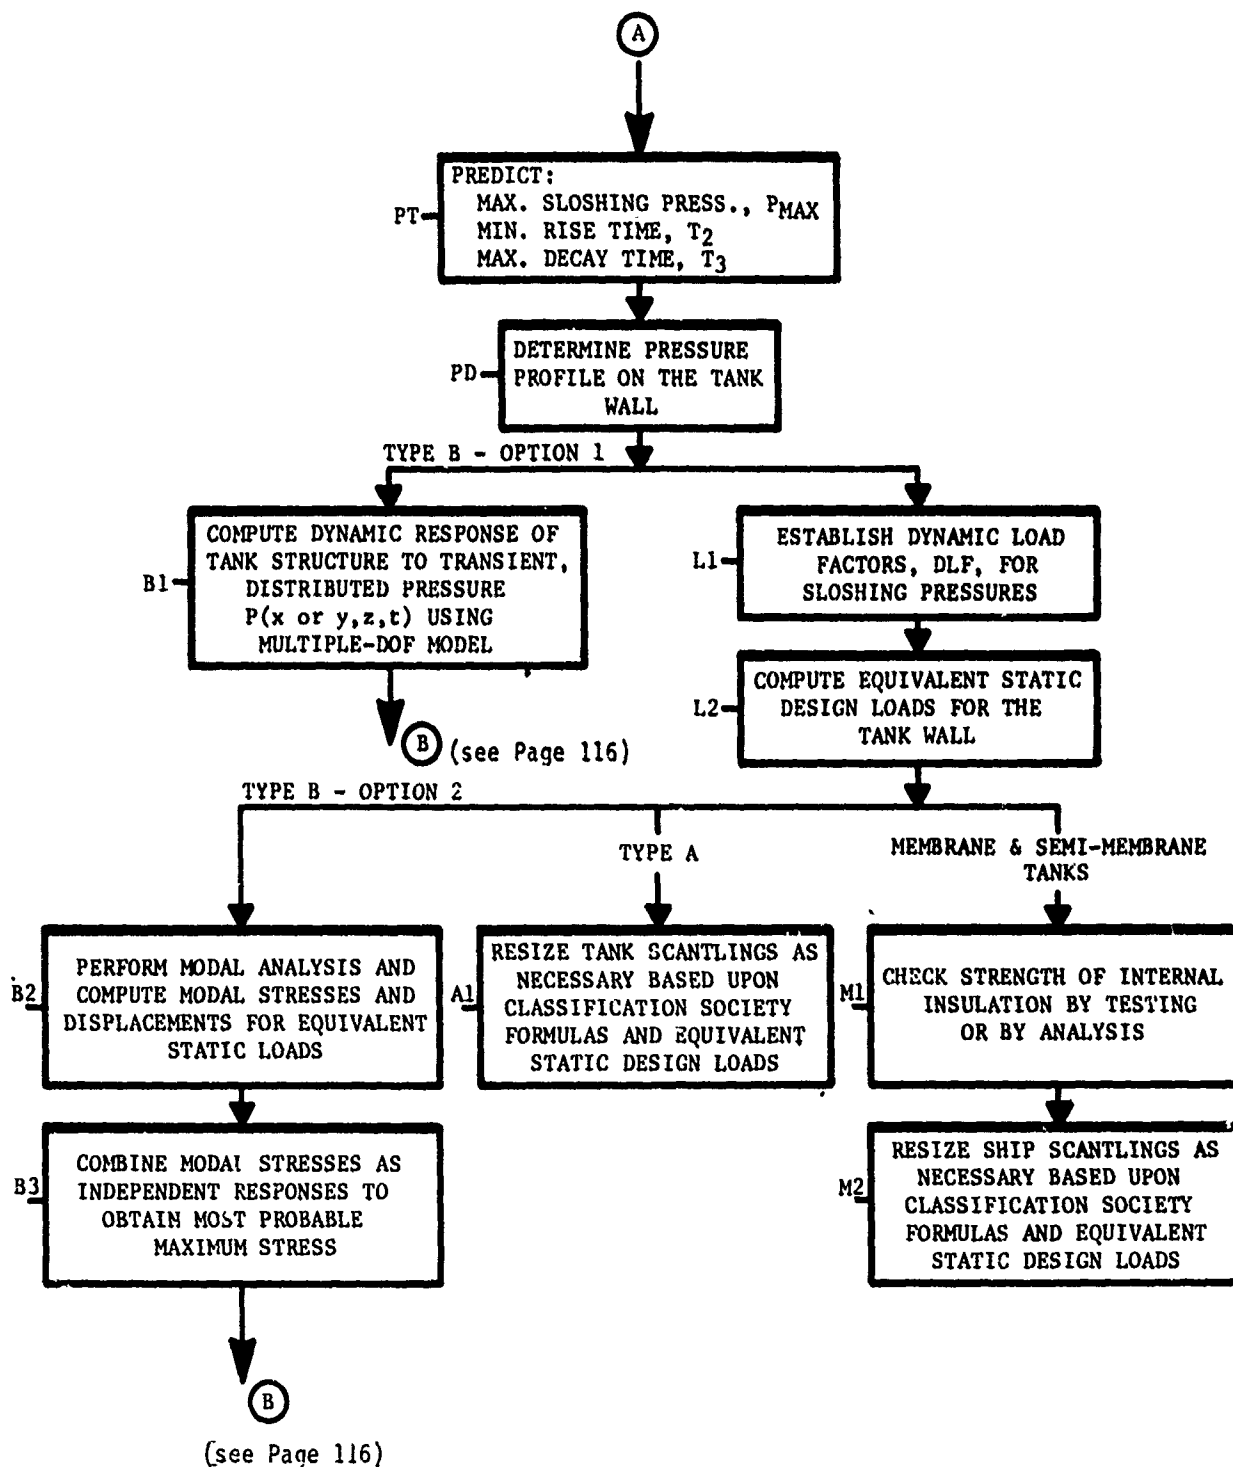 A
PREDICT:
MAX. SLOSHING PRESS., PMAX
PT
MIN. RISE TIME, T2
MAX. DECAY TIME, T3
DETERMINE PRESSURE
PD
PROFILE ON THE TANK
WALL
TYPE B - OPTION 1
COMPUTE DYNAMIC RESPONSE OF
TANK STRUCTURE TO TRANSIENT,
DISTRIBUTED PRESSURE
B1
P(x or y,z,t) USING
MULTIPLE-DOF MODEL
ESTABLISH DYNAMIC LOAD
L1
FACTORS, DLF, FOR
SLOSHING PRESSURES
COMPUTE EQUIVALENT STATIC
L2
DESIGN LOADS FOR THE
TANK WALL
B
(see Page 116)
TYPE B - OPTION 2
TYPE A
MEMBRANE & SEMI-MEMBRANE
TANKS
PERFORM MODAL ANALYSIS AND
B2
COMPUTE MODAL STRESSES AND
DISPLACEMENTS FOR EQUIVALENT
STATIC LOADS
RESIZE TANK SCANTLINGS AS
NECESSARY BASED UPON
A1
CLASSIFICATION SOCIETY
FORMULAS AND EQUIVALENT
STATIC DESIGN LOADS
CHECK STRENGTH OF INTERNAL
M1
INSULATION BY TESTING
OR BY ANALYSIS
COMBINE MODAL STRESSES AS
B3
INDEPENDENT RESPONSES TO
OBTAIN MOST PROBABLE
MAXIMUM STRESS
RESIZE SHIP SCANTLINGS AS
M2
NECESSARY BASED UPON
CLASSIFICATION SOCIETY
FORMULAS AND EQUIVALENT
STATIC DESIGN LOADS
B
(see Page 116)